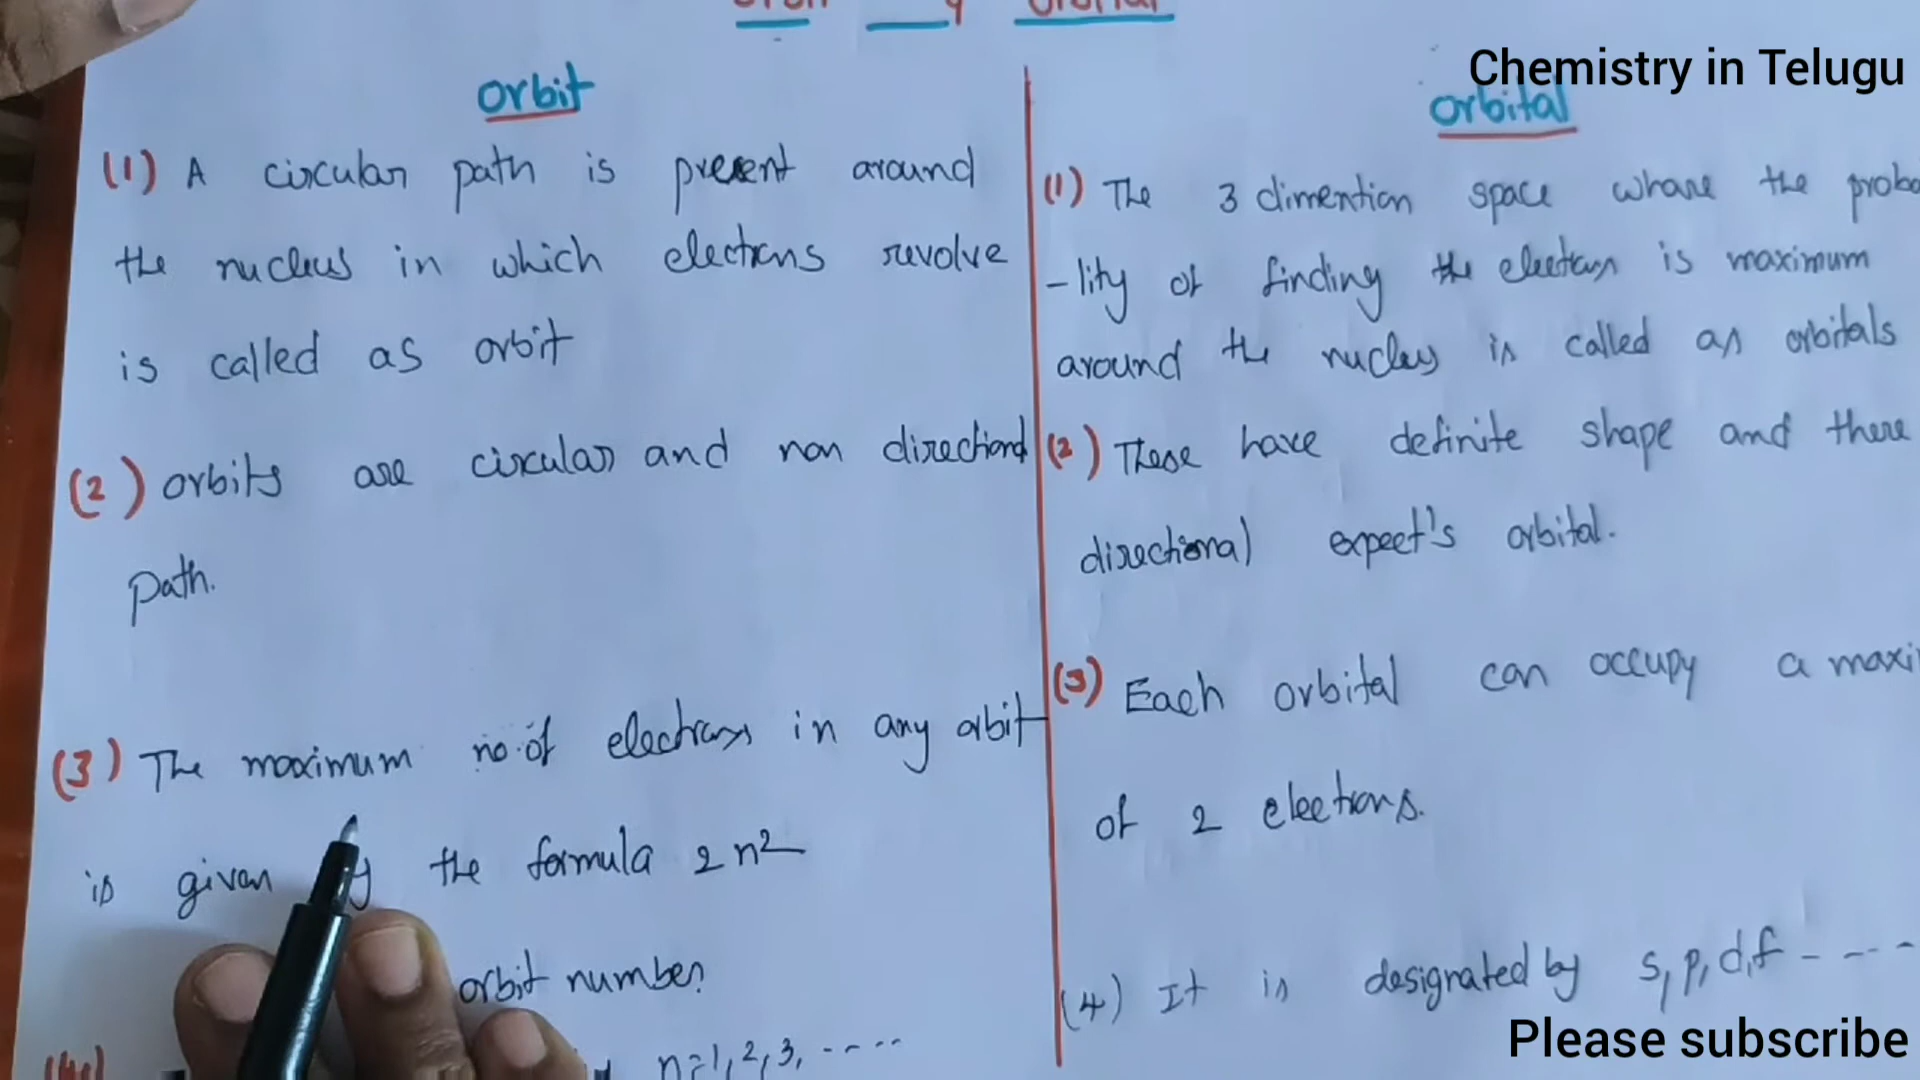 Chemistry in Telugu
orbit
(1) A circular path is present around
the nucleus in which electrons revolve
is called as orbit
(2) orbits are circular and non directional
path.
(3) The maximum no. of electrons in any orbit
is given the formula 2n²
orbit number
n=1,2,3, -----
orbital
(1) The 3 dimention space whare the proba
-lity of finding the electron is maximum
around the nucleus is called as orbitals
(2) These have definite shape and there
directional expect's orbital.
(3) Each orbital can occupy a maxi
of 2 electrons.
(4) It is designated by s, p, d, f - ---
Please subscribe